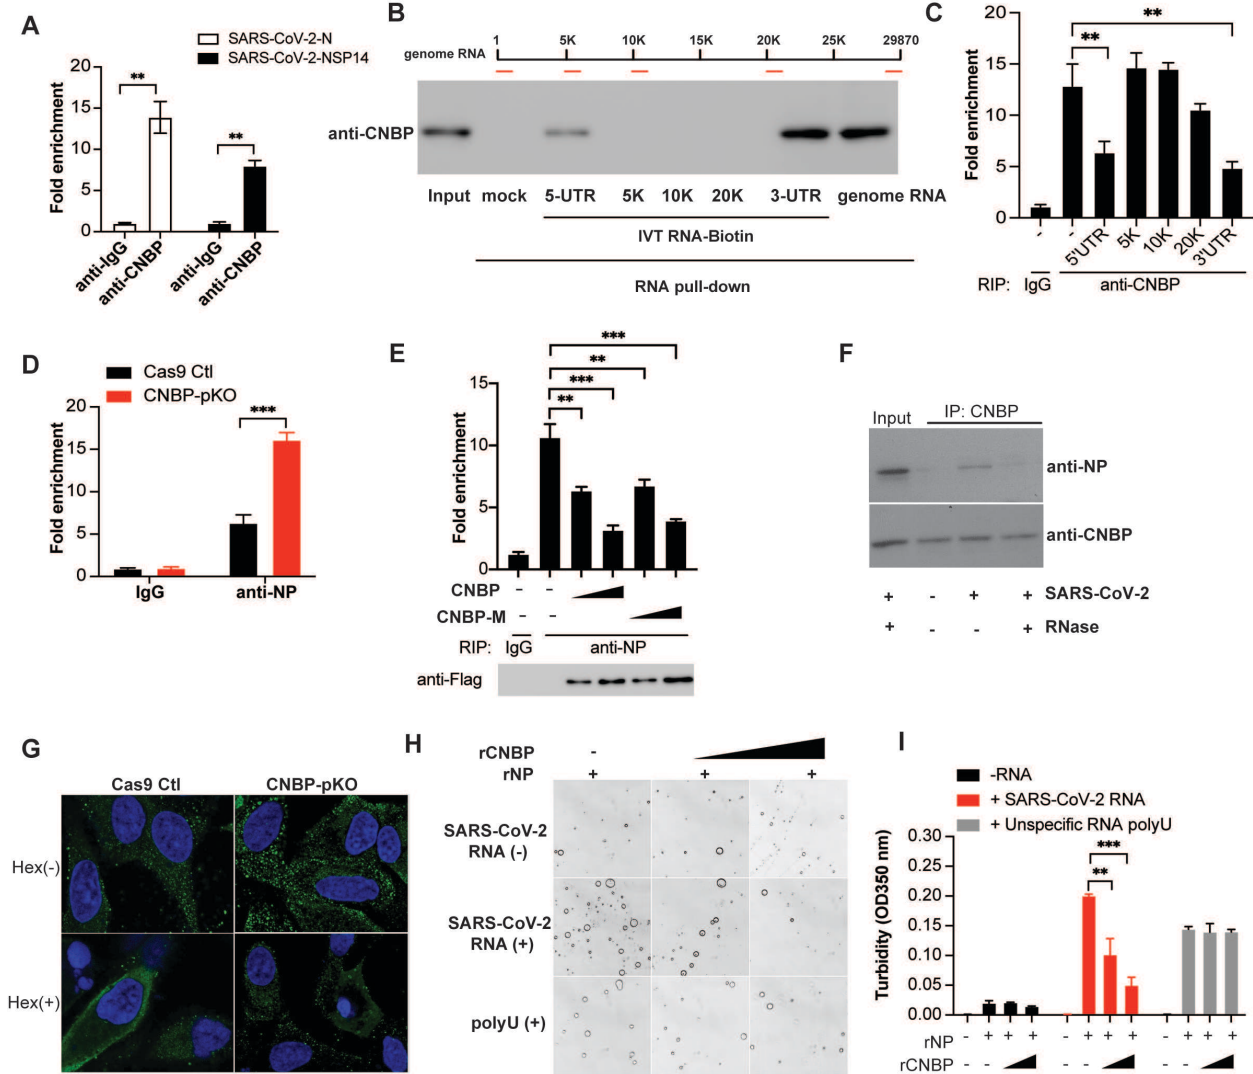 A
SARS-CoV-2-N
SARS-CoV-2-NSP14
Fold enrichment
20
15
10
5
0
**
**
anti-IgG
anti-CNBP
anti-IgG
anti-CNBP
B
genome RNA
1 5K 10K 15K 20K 25K 29870
anti-CNBP
Input mock 5-UTR 5K 10K 20K 3-UTR genome RNA
IVT RNA-Biotin
RNA pull-down
C
Fold enrichment
20
15
10
5
0
**
**
- - 5'UTR 5K 10K 20K 3'UTR
RIP: IgG anti-CNBP
D
Cas9 Ctl
CNBP-pKO
Fold enrichment
20
15
10
5
0
***
IgG anti-NP
E
Fold enrichment
15
10
5
0
***
**
***
**
CNBP - -
CNBP-M - -
RIP: IgG anti-NP
anti-Flag
F
Input IP: CNBP
anti-NP
anti-CNBP
+ - + + SARS-CoV-2
+ - - + RNase
G
Cas9 Ctl CNBP-pKO
Hex(-)
Hex(+)
H
rCNBP -
rNP + + +
SARS-CoV-2
RNA (-)
SARS-CoV-2
RNA (+)
polyU (+)
I
-RNA
+ SARS-CoV-2 RNA
+ Unspecific RNA polyU
Turbidity (OD350 nm)
0.30
0.25
0.20
0.15
0.10
0.05
0.00
***
**
- + + + - + + + - + + +
rNP
rCNBP - - - - - -